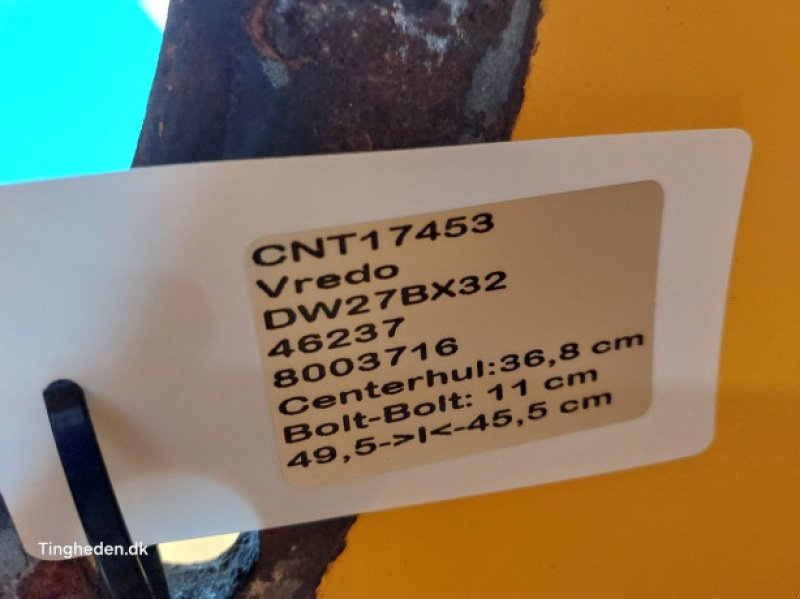 CNT17453
Vredo
DW27BX32
46237
8003716
Centerhul:36,8 cm
Bolt-Bolt: 11 cm
49,5->I<-45,5 cm
Tingheden.dk